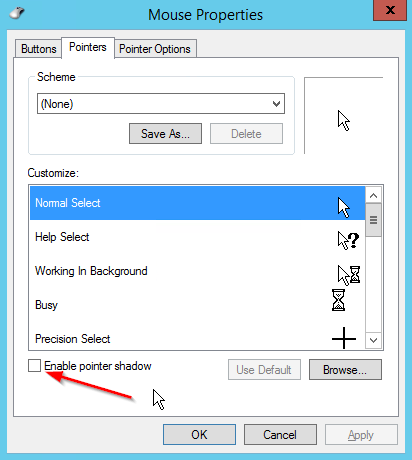 Mouse Properties
x
Buttons Pointers Pointer Options
Scheme
(None)
Save As... Delete
Customize:
Normal Select
Help Select
Working In Background
Busy
Precision Select
Enable pointer shadow
Use Default Browse...
OK Cancel Apply